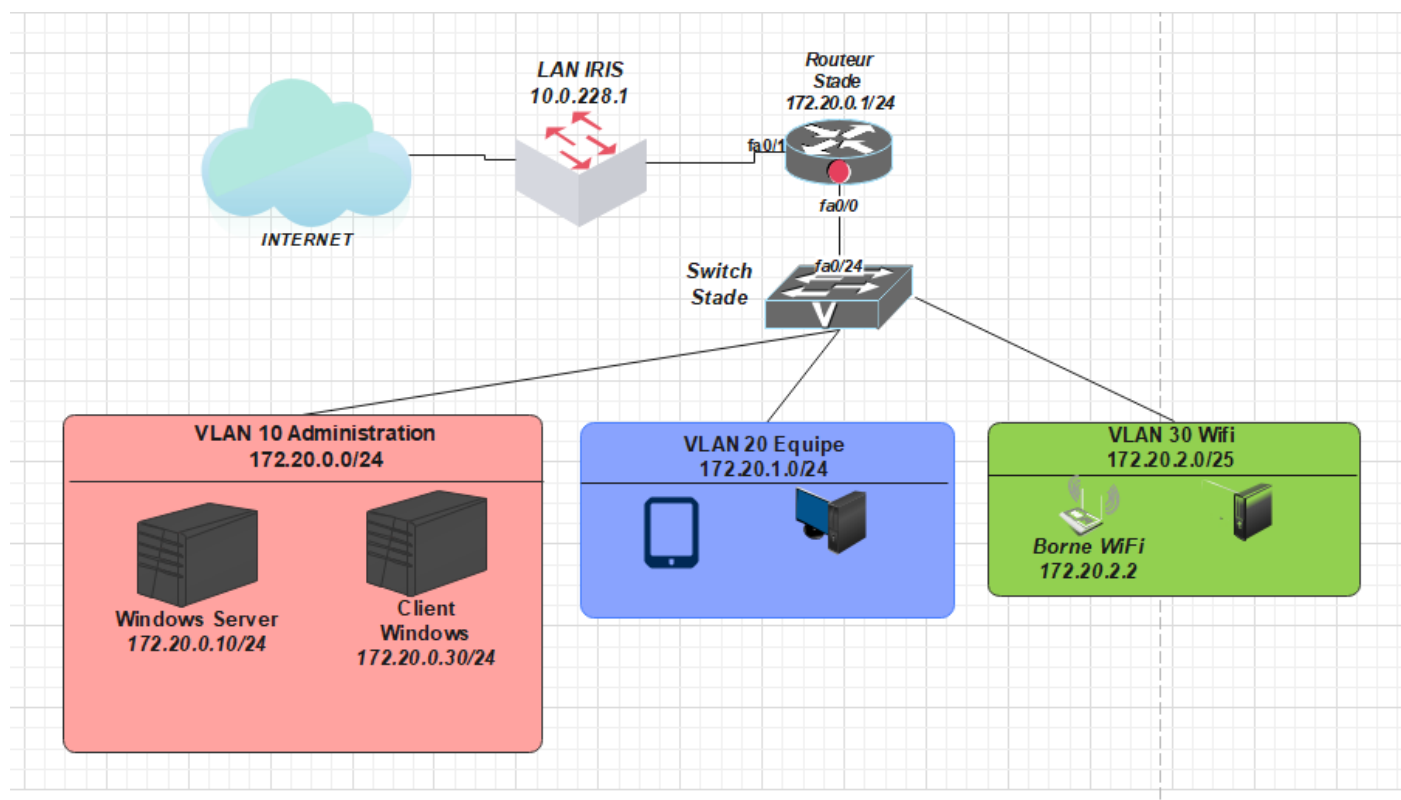 LAN IRIS
10.0.228.1
Routeur
Stade
172.20.0.1/24
fa0/1
fa0/0
INTERNET
Switch
Stade
fa0/24
V
VLAN 10 Administration
172.20.0.0/24
Windows Server
172.20.0.10/24
Client
Windows
172.20.0.30/24
VLAN 20 Equipe
172.20.1.0/24
VLAN 30 Wifi
172.20.2.0/25
Borne WiFi
172.20.2.2